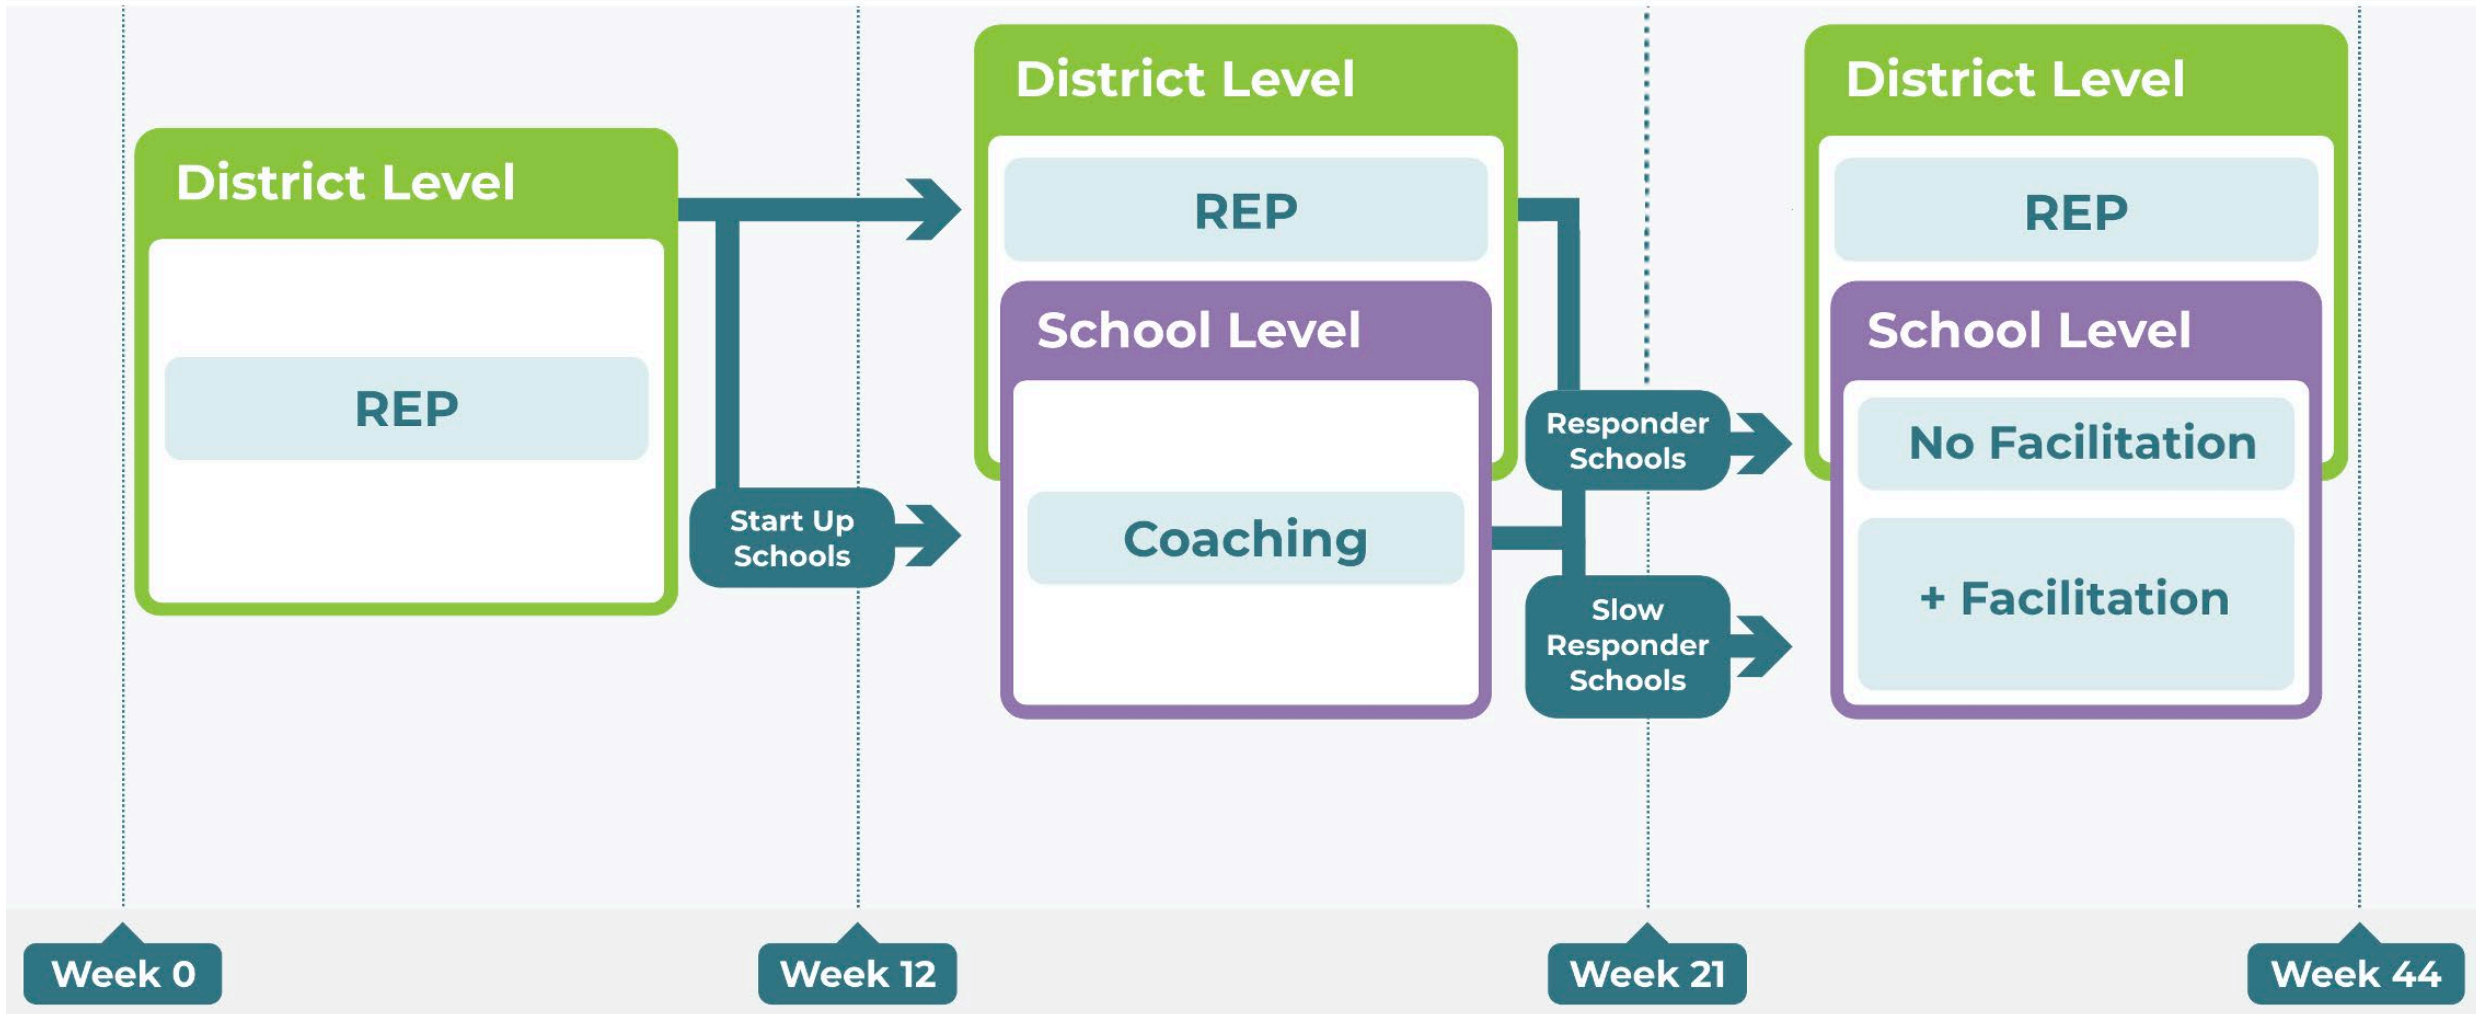 District Level
REP
Start Up
Schools
District Level
REP
School Level
Coaching
Responder
Schools
Slow
Responder
Schools
District Level
REP
School Level
No Facilitation
+ Facilitation
Week 0
Week 12
Week 21
Week 44